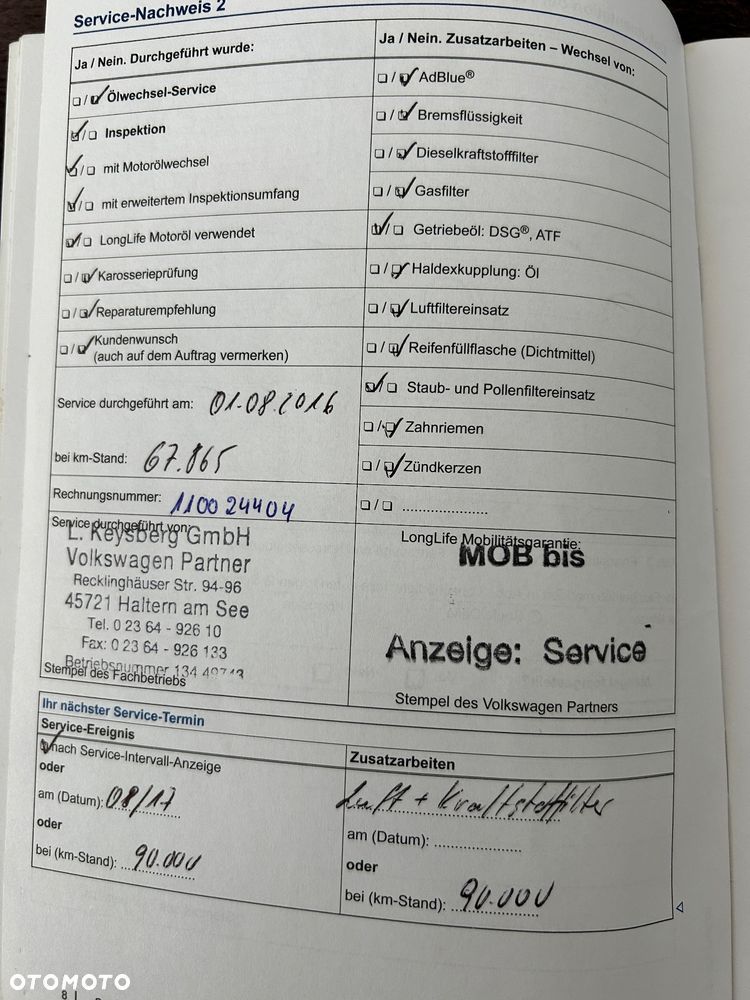 Service-Nachweis 2
Ja / Nein. Durchgeführt wurde:
Ölwechsel-Service
Inspektion
mit Motorölwechsel
mit erweitertem Inspektionsumfang
LongLife Motoröl verwendet
Karosserieprüfung
Reparaturempfehlung
Kundenwunsch
(auch auf dem Auftrag vermerken)
Service durchgeführt am: 01.08.2016
bei km-Stand: 67.865
Rechnungsnummer: 110024404
Ja / Nein. Zusatzarbeiten – Wechsel von:
AdBlue®
Bremsflüssigkeit
Dieselkraftstofffilter
Gasfilter
Getriebeöl: DSG®, ATF
Haldexkupplung: Öl
Luftfiltereinsatz
Reifenfüllflasche (Dichtmittel)
Staub- und Pollenfiltereinsatz
Zahnriemen
Zündkerzen
Service durchgeführt von:
L. Keysberg GmbH
Volkswagen Partner
Recklinghäuser Str. 94-96
45721 Haltern am See
Tel. 0 23 64 - 926 10
Fax: 0 23 64 - 926 133
Betriebsnummer 134
Stempel des Fachbetriebs
LongLife Mobilitätsgarantie:
MOB bis
Anzeige: Service
Stempel des Volkswagen Partners
Ihr nächster Service-Termin
Service-Ereignis
nach Service-Intervall-Anzeige
oder
am (Datum): 08/17
oder
bei (km-Stand): 90.000
Zusatzarbeiten
Luft + Kraftstoffilter
am (Datum):
oder
bei (km-Stand): 90.000
8
OTOMOTO